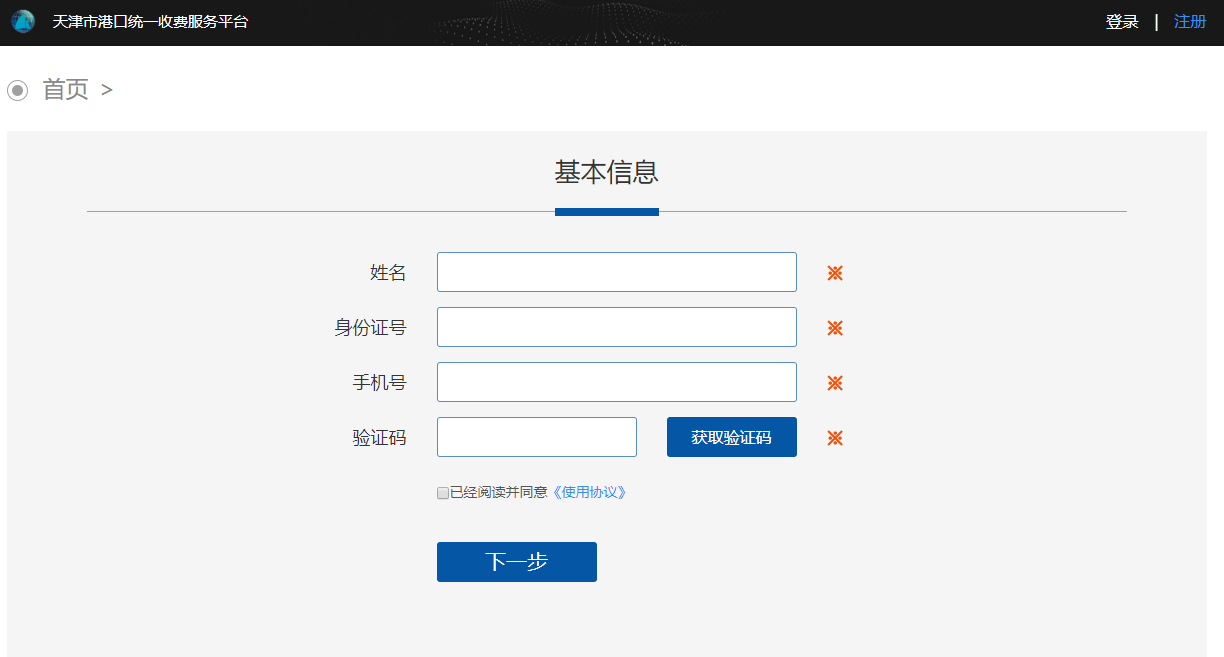 天津市港口统一收费服务平台
登录 | 注册
首页 >
基本信息
姓名 ※
身份证号 ※
手机号 ※
验证码 获取验证码 ※
已经阅读并同意《使用协议》
下一步